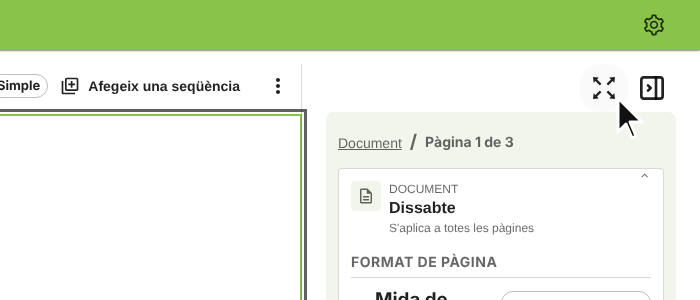 Simple
Afegeix una seqüència
Document / Pàgina 1 de 3
DOCUMENT
Dissabte
S'aplica a totes les pàgines
FORMAT DE PÀGINA
Mida de